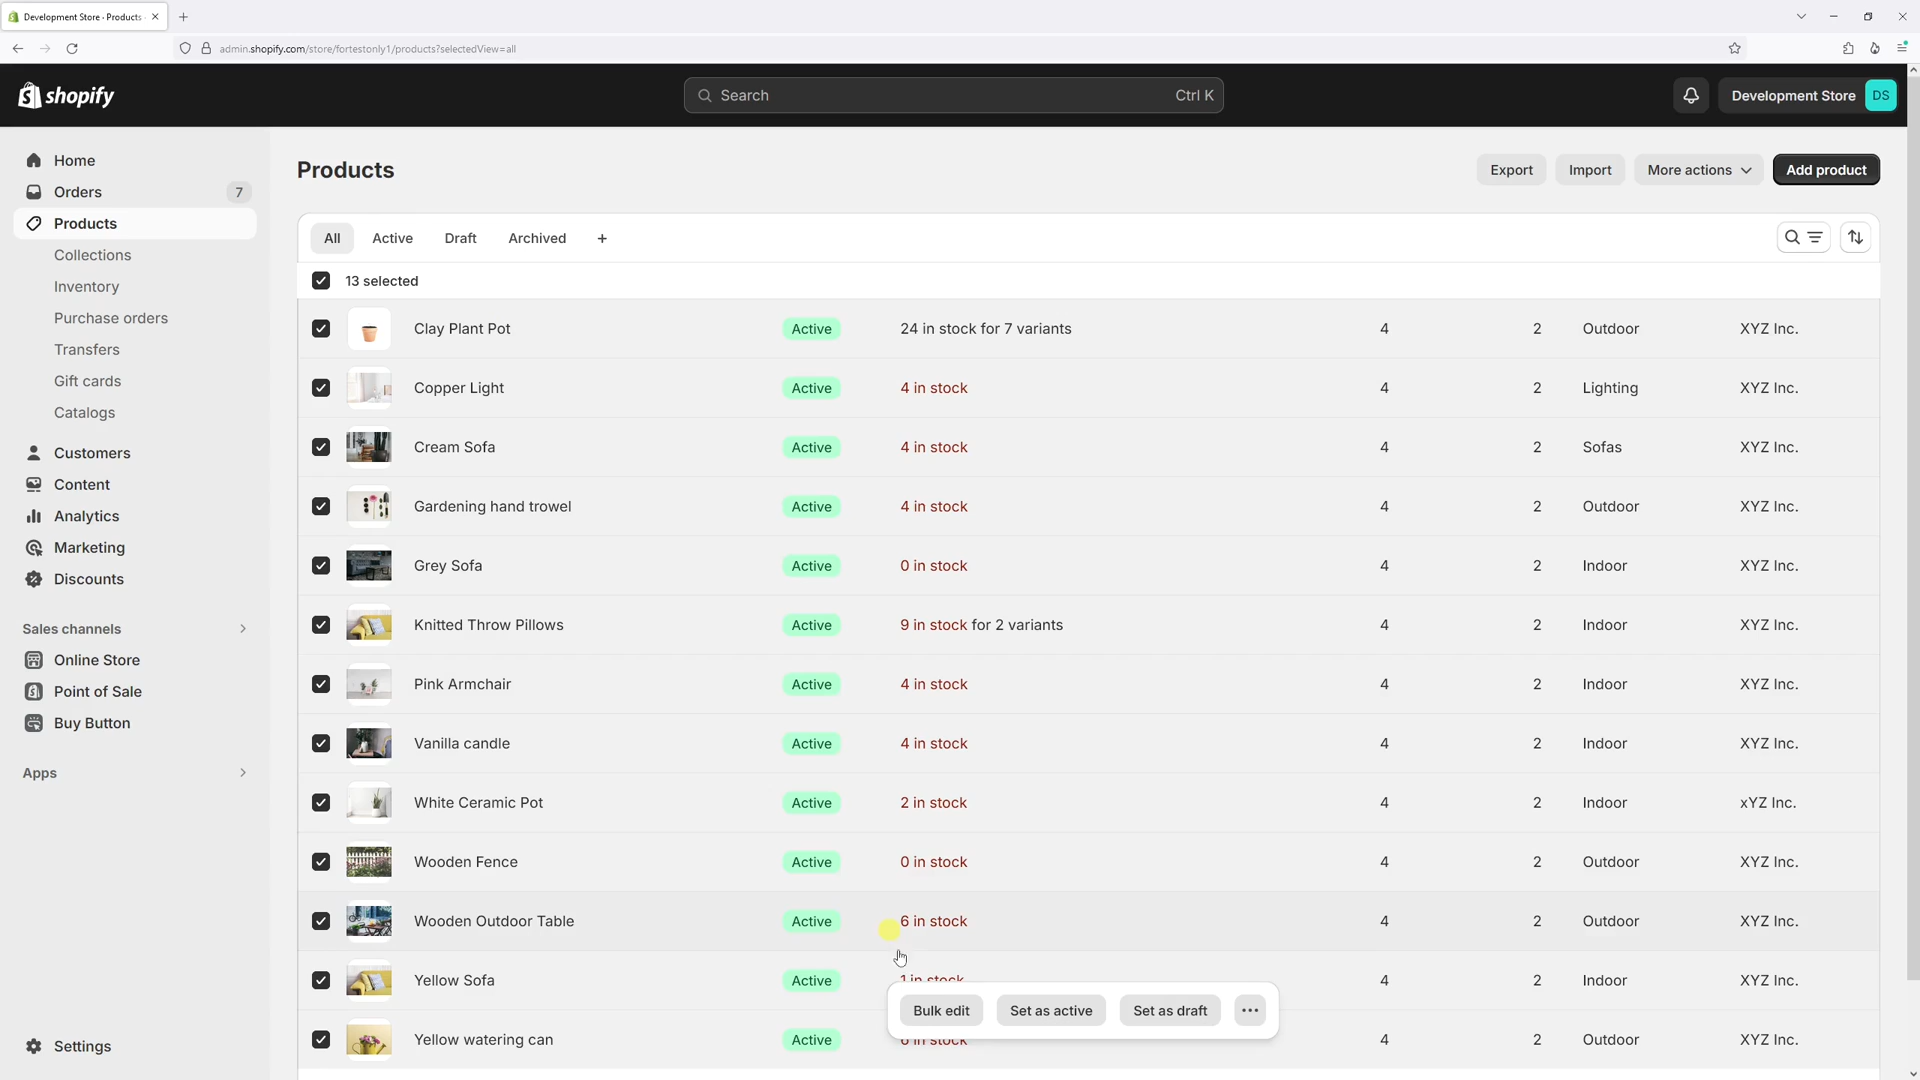 Development Store · Products
admin.shopify.com/store/fortestonly1/products?selectedView=all
shopify
Search
Ctrl K
Development Store
DS
Home
Orders
7
Products
Collections
Inventory
Purchase orders
Transfers
Gift cards
Catalogs
Customers
Content
Analytics
Marketing
Discounts
Sales channels
Online Store
Point of Sale
Buy Button
Apps
Settings
Products
Export
Import
More actions
Add product
All
Active
Draft
Archived
+
13 selected
Clay Plant Pot Active 24 in stock for 7 variants 4 2 Outdoor XYZ Inc.
Copper Light Active 4 in stock 4 2 Lighting XYZ Inc.
Cream Sofa Active 4 in stock 4 2 Sofas XYZ Inc.
Gardening hand trowel Active 4 in stock 4 2 Outdoor XYZ Inc.
Grey Sofa Active 0 in stock 4 2 Indoor XYZ Inc.
Knitted Throw Pillows Active 9 in stock for 2 variants 4 2 Indoor XYZ Inc.
Pink Armchair Active 4 in stock 4 2 Indoor XYZ Inc.
Vanilla candle Active 4 in stock 4 2 Indoor XYZ Inc.
White Ceramic Pot Active 2 in stock 4 2 Indoor xYZ Inc.
Wooden Fence Active 0 in stock 4 2 Outdoor XYZ Inc.
Wooden Outdoor Table Active 6 in stock 4 2 Outdoor XYZ Inc.
Yellow Sofa Active 1 in stock 4 2 Indoor XYZ Inc.
Bulk edit
Set as active
Set as draft
Yellow watering can Active in stock 4 2 Outdoor XYZ Inc.